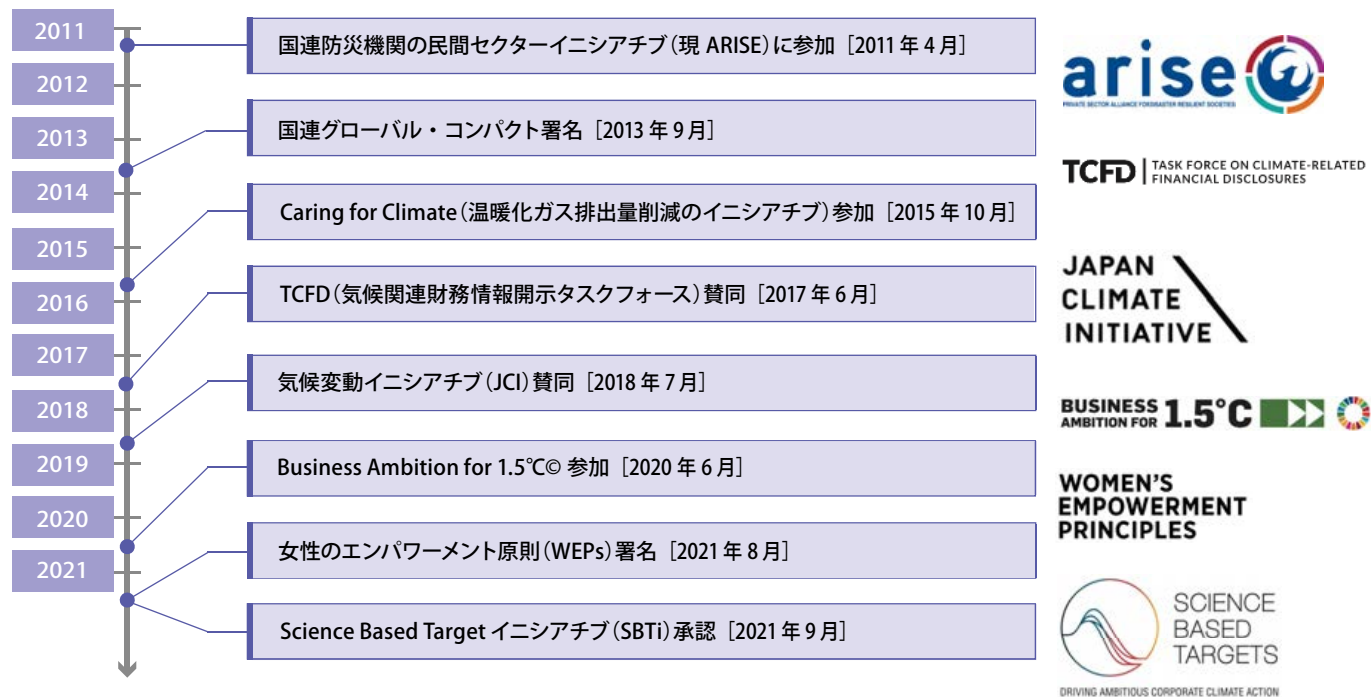 2011
2012
2013
2014
2015
2016
2017
2018
2019
2020
2021
国連防災機関の民間セクターイニシアチブ（現 ARISE）に参加［2011 年 4 月］
国連グローバル・コンパクト署名［2013 年 9 月］
Caring for Climate（温暖化ガス排出量削減のイニシアチブ）参加［2015 年 10 月］
TCFD（気候関連財務情報開示タスクフォース）賛同［2017 年 6 月］
気候変動イニシアチブ（JCI）賛同［2018 年 7 月］
Business Ambition for 1.5℃© 参加［2020 年 6 月］
女性のエンパワーメント原則（WEPs）署名［2021 年 8 月］
Science Based Target イニシアチブ（SBTi）承認［2021 年 9 月］
arise
PRIVATE SECTOR ALLIANCE FORDISASTER RESILIENT SOCIETIES
TCFD
TASK FORCE ON CLIMATE-RELATED
FINANCIAL DISCLOSURES
JAPAN
CLIMATE
INITIATIVE
BUSINESS
AMBITION FOR
1.5°C
WOMEN'S
EMPOWERMENT
PRINCIPLES
SCIENCE
BASED
TARGETS
DRIVING AMBITIOUS CORPORATE CLIMATE ACTION